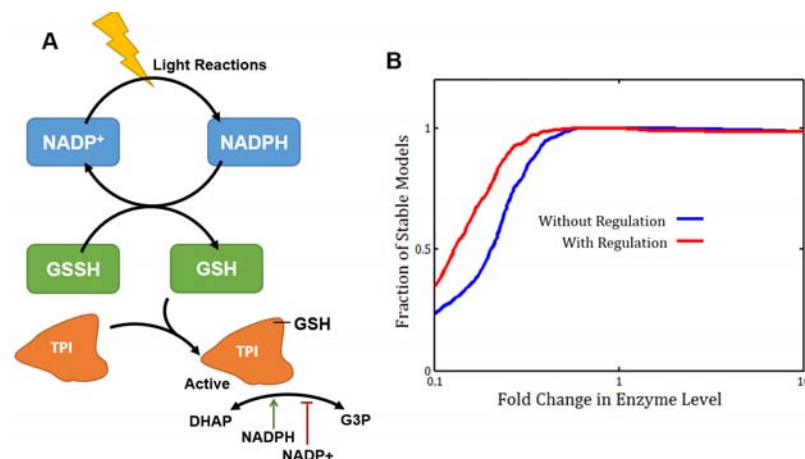 A
Light Reactions
NADP+
NADPH
GSSH
GSH
TPI
TPI
GSH
Active
DHAP
G3P
NADPH
NADP+
B
Fraction of Stable Models
1
0.5
0
0.1
1
10
Without Regulation
With Regulation
Fold Change in Enzyme Level